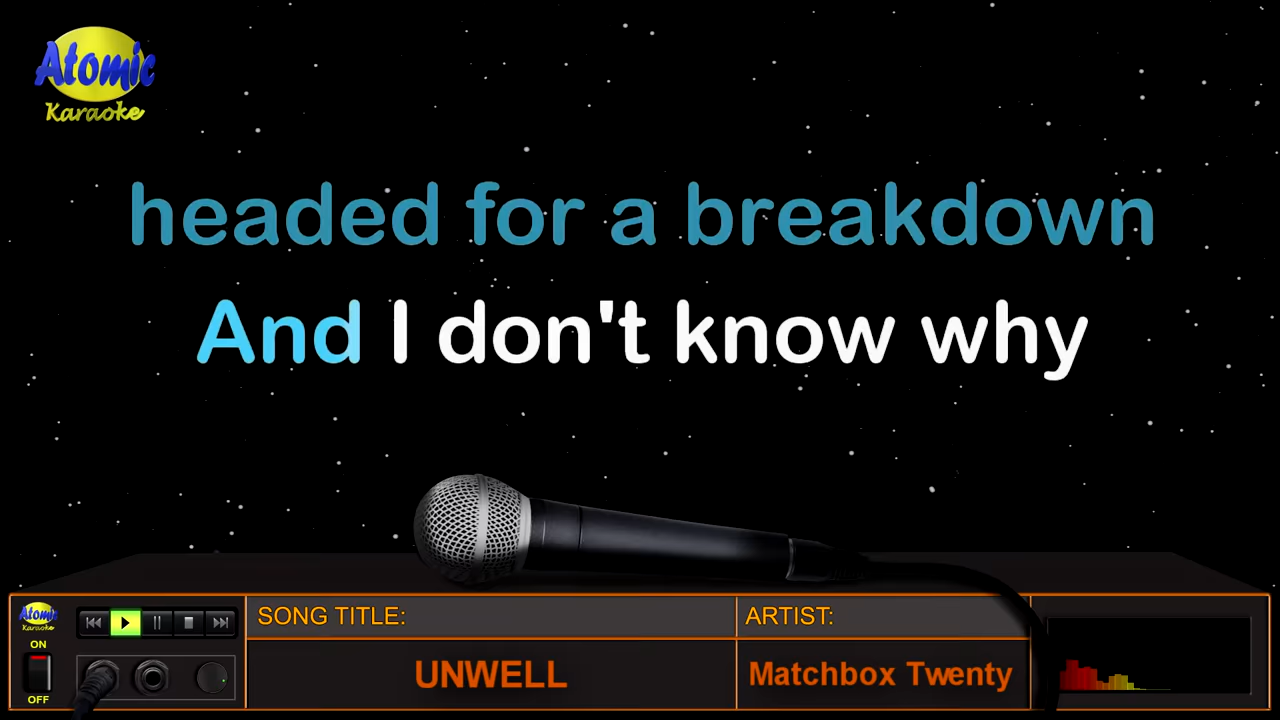 Atomic
Karaoke
headed for a breakdown
And I don't know why
Atomic
Karaoke
ON
OFF
SONG TITLE:
UNWELL
ARTIST:
Matchbox Twenty